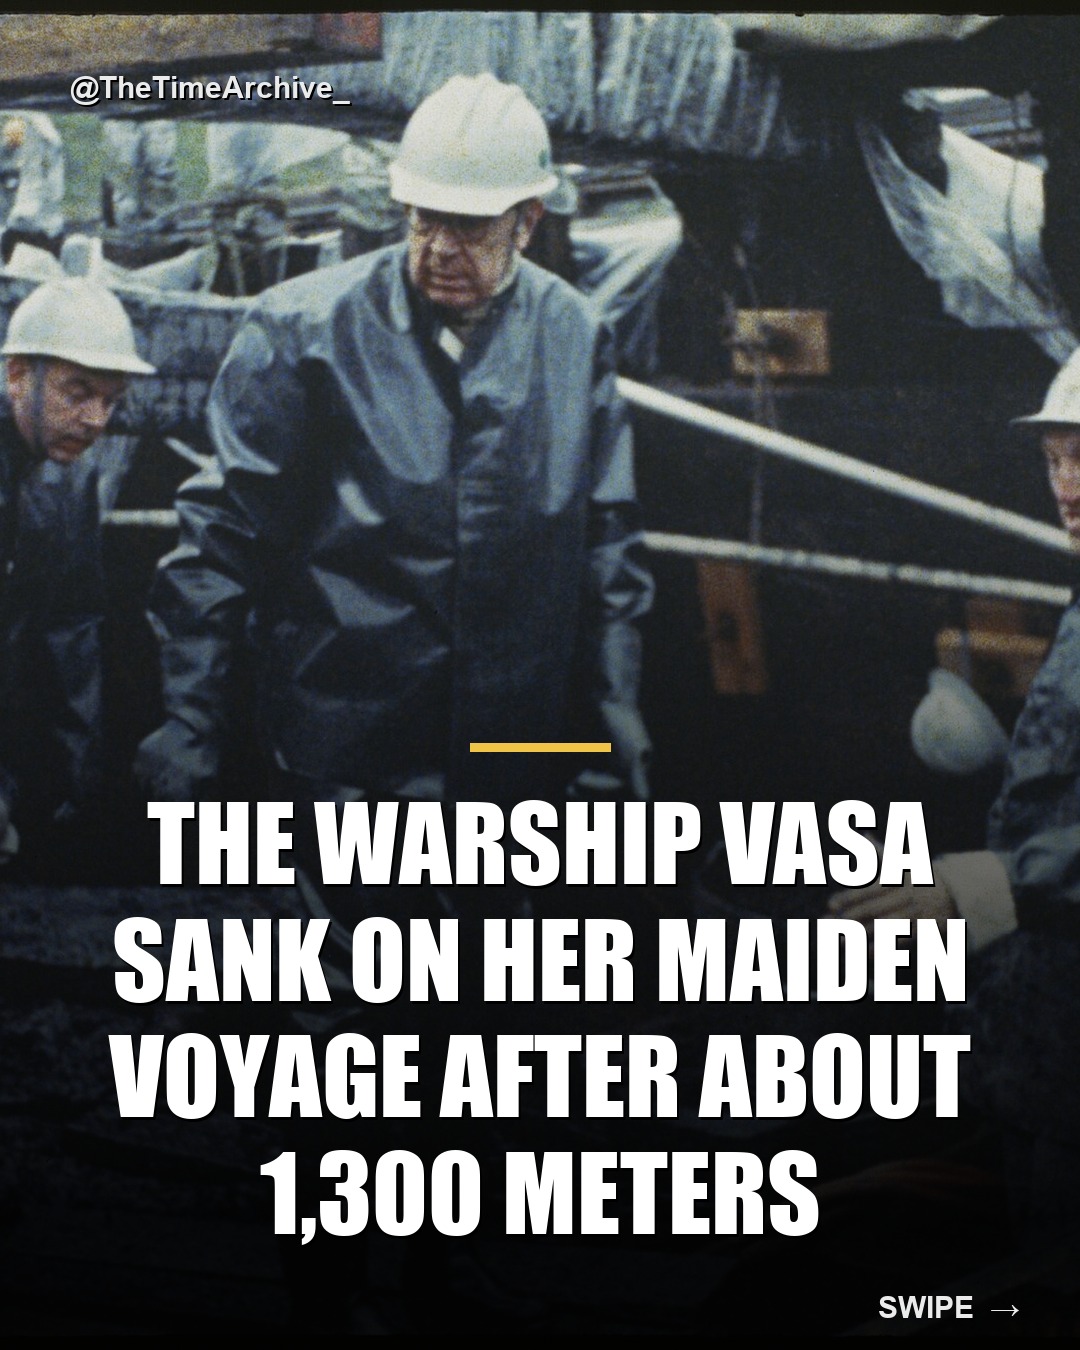 @TheTimeArchive_
THE WARSHIP VASA
SANK ON HER MAIDEN
VOYAGE AFTER ABOUT
1,300 METERS
SWIPE →